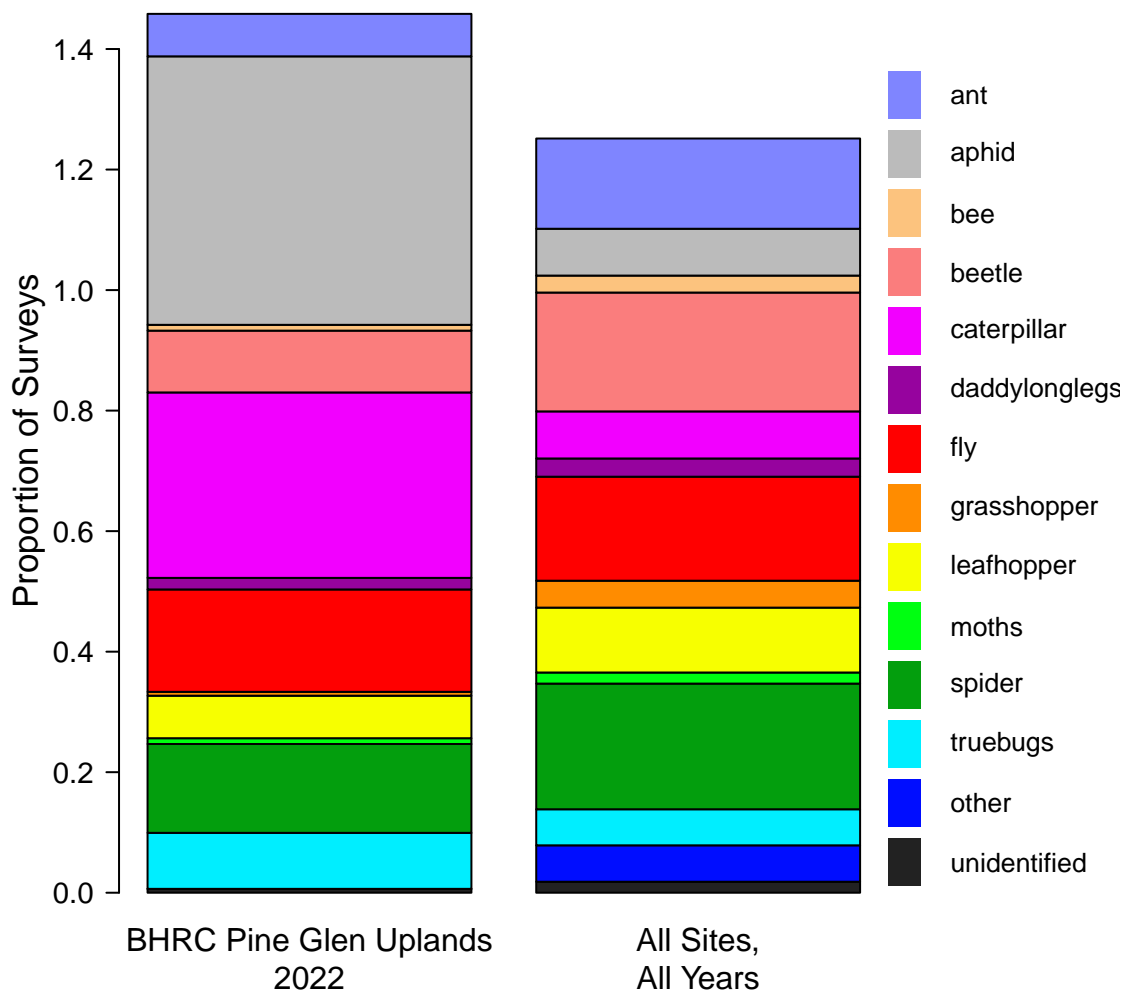 Proportion of Surveys
1.4
1.2
1.0
0.8
0.6
0.4
0.2
0.0
BHRC Pine Glen Uplands
2022
All Sites,
All Years
ant
aphid
bee
beetle
caterpillar
daddylonglegs
fly
grasshopper
leafhopper
moths
spider
truebugs
other
unidentified